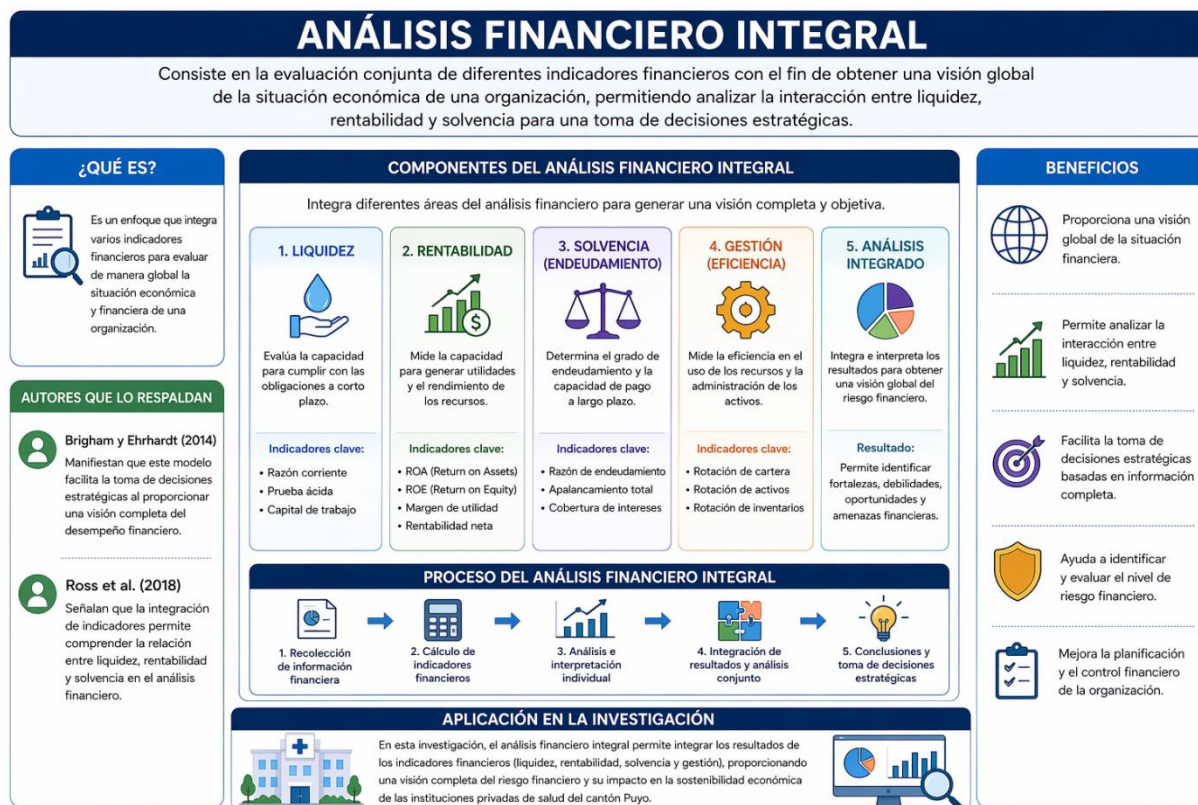 ANÁLISIS FINANCIERO INTEGRAL
Consiste en la evaluación conjunta de diferentes indicadores financieros con el fin de obtener una visión global
de la situación económica de una organización, permitiendo analizar la interacción entre liquidez,
rentabilidad y solvencia para una toma de decisiones estratégicas.
¿QUÉ ES?
Es un enfoque que integra
varios indicadores
financieros para evaluar
de manera global la
situación económica
y financiera de una
organización.
AUTORES QUE LO RESPALDAN
Brigham y Ehrhardt (2014)
Manifiestan que este modelo
facilita la toma de decisiones
estratégicas al proporcionar
una visión completa del
desempeño financiero.
Ross et al. (2018)
Señalan que la integración
de indicadores permite
comprender la relación
entre liquidez, rentabilidad
y solvencia en el análisis
financiero.
COMPONENTES DEL ANÁLISIS FINANCIERO INTEGRAL
Integra diferentes áreas del análisis financiero para generar una visión completa y objetiva.
1. LIQUIDEZ
Evalúa la capacidad
para cumplir con las
obligaciones a corto
plazo.
Indicadores clave:
• Razón corriente
• Prueba ácida
• Capital de trabajo
2. RENTABILIDAD
$
Mide la capacidad
para generar utilidades
y el rendimiento de
los recursos.
Indicadores clave:
• ROA (Return on Assets)
• ROE (Return on Equity)
• Margen de utilidad
• Rentabilidad neta
3. SOLVENCIA
(ENDEUDAMIENTO)
Determina el grado de
endeudamiento y la
capacidad de pago
a largo plazo.
Indicadores clave:
• Razón de endeudamiento
• Apalancamiento total
• Cobertura de intereses
4. GESTIÓN
(EFICIENCIA)
Mide la eficiencia en el
uso de los recursos y la
administración de los
activos.
Indicadores clave:
• Rotación de cartera
• Rotación de activos
• Rotación de inventarios
5. ANÁLISIS
INTEGRADO
Integra e interpreta los
resultados para obtener
una visión global del
riesgo financiero.
Resultado:
Permite identificar
fortalezas, debilidades,
oportunidades y
amenazas financieras.
PROCESO DEL ANÁLISIS FINANCIERO INTEGRAL
1. Recolección
de información
financiera
2. Cálculo de
indicadores
financieros
3. Análisis e
interpretación
individual
4. Integración de
resultados y análisis
conjunto
5. Conclusiones y
toma de decisiones
estratégicas
APLICACIÓN EN LA INVESTIGACIÓN
En esta investigación, el análisis financiero integral permite integrar los resultados de
los indicadores financieros (liquidez, rentabilidad, solvencia y gestión), proporcionando
una visión completa del riesgo financiero y su impacto en la sostenibilidad económica
de las instituciones privadas de salud del cantón Puyo.
BENEFICIOS
Proporciona una visión
global de la situación
financiera.
Permite analizar la
interacción entre
liquidez, rentabilidad
y solvencia.
Facilita la toma de
decisiones estratégicas
basadas en información
completa.
Ayuda a identificar
y evaluar el nivel de
riesgo financiero.
Mejora la planificación
y el control financiero
de la organización.